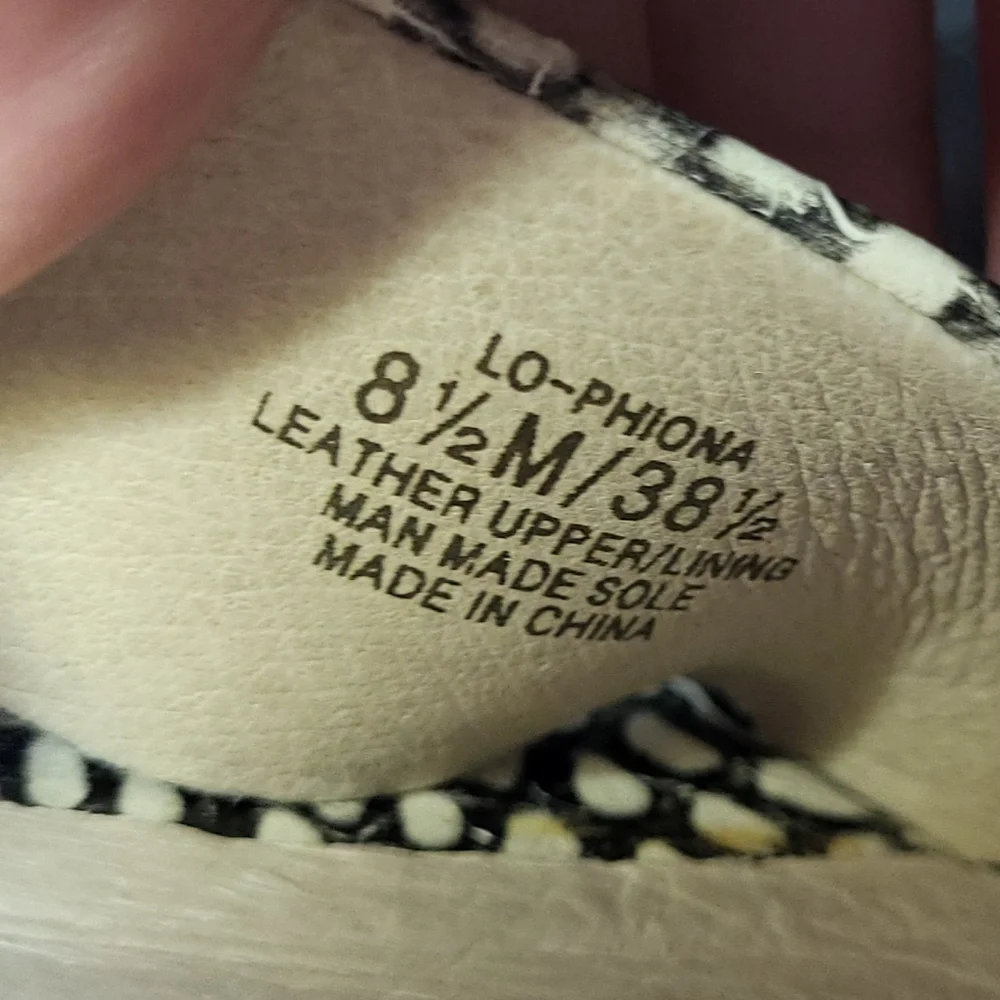 LO-PHIONA
8 ½ M / 38 ½
LEATHER UPPER/LINING
MAN MADE SOLE
MADE IN CHINA